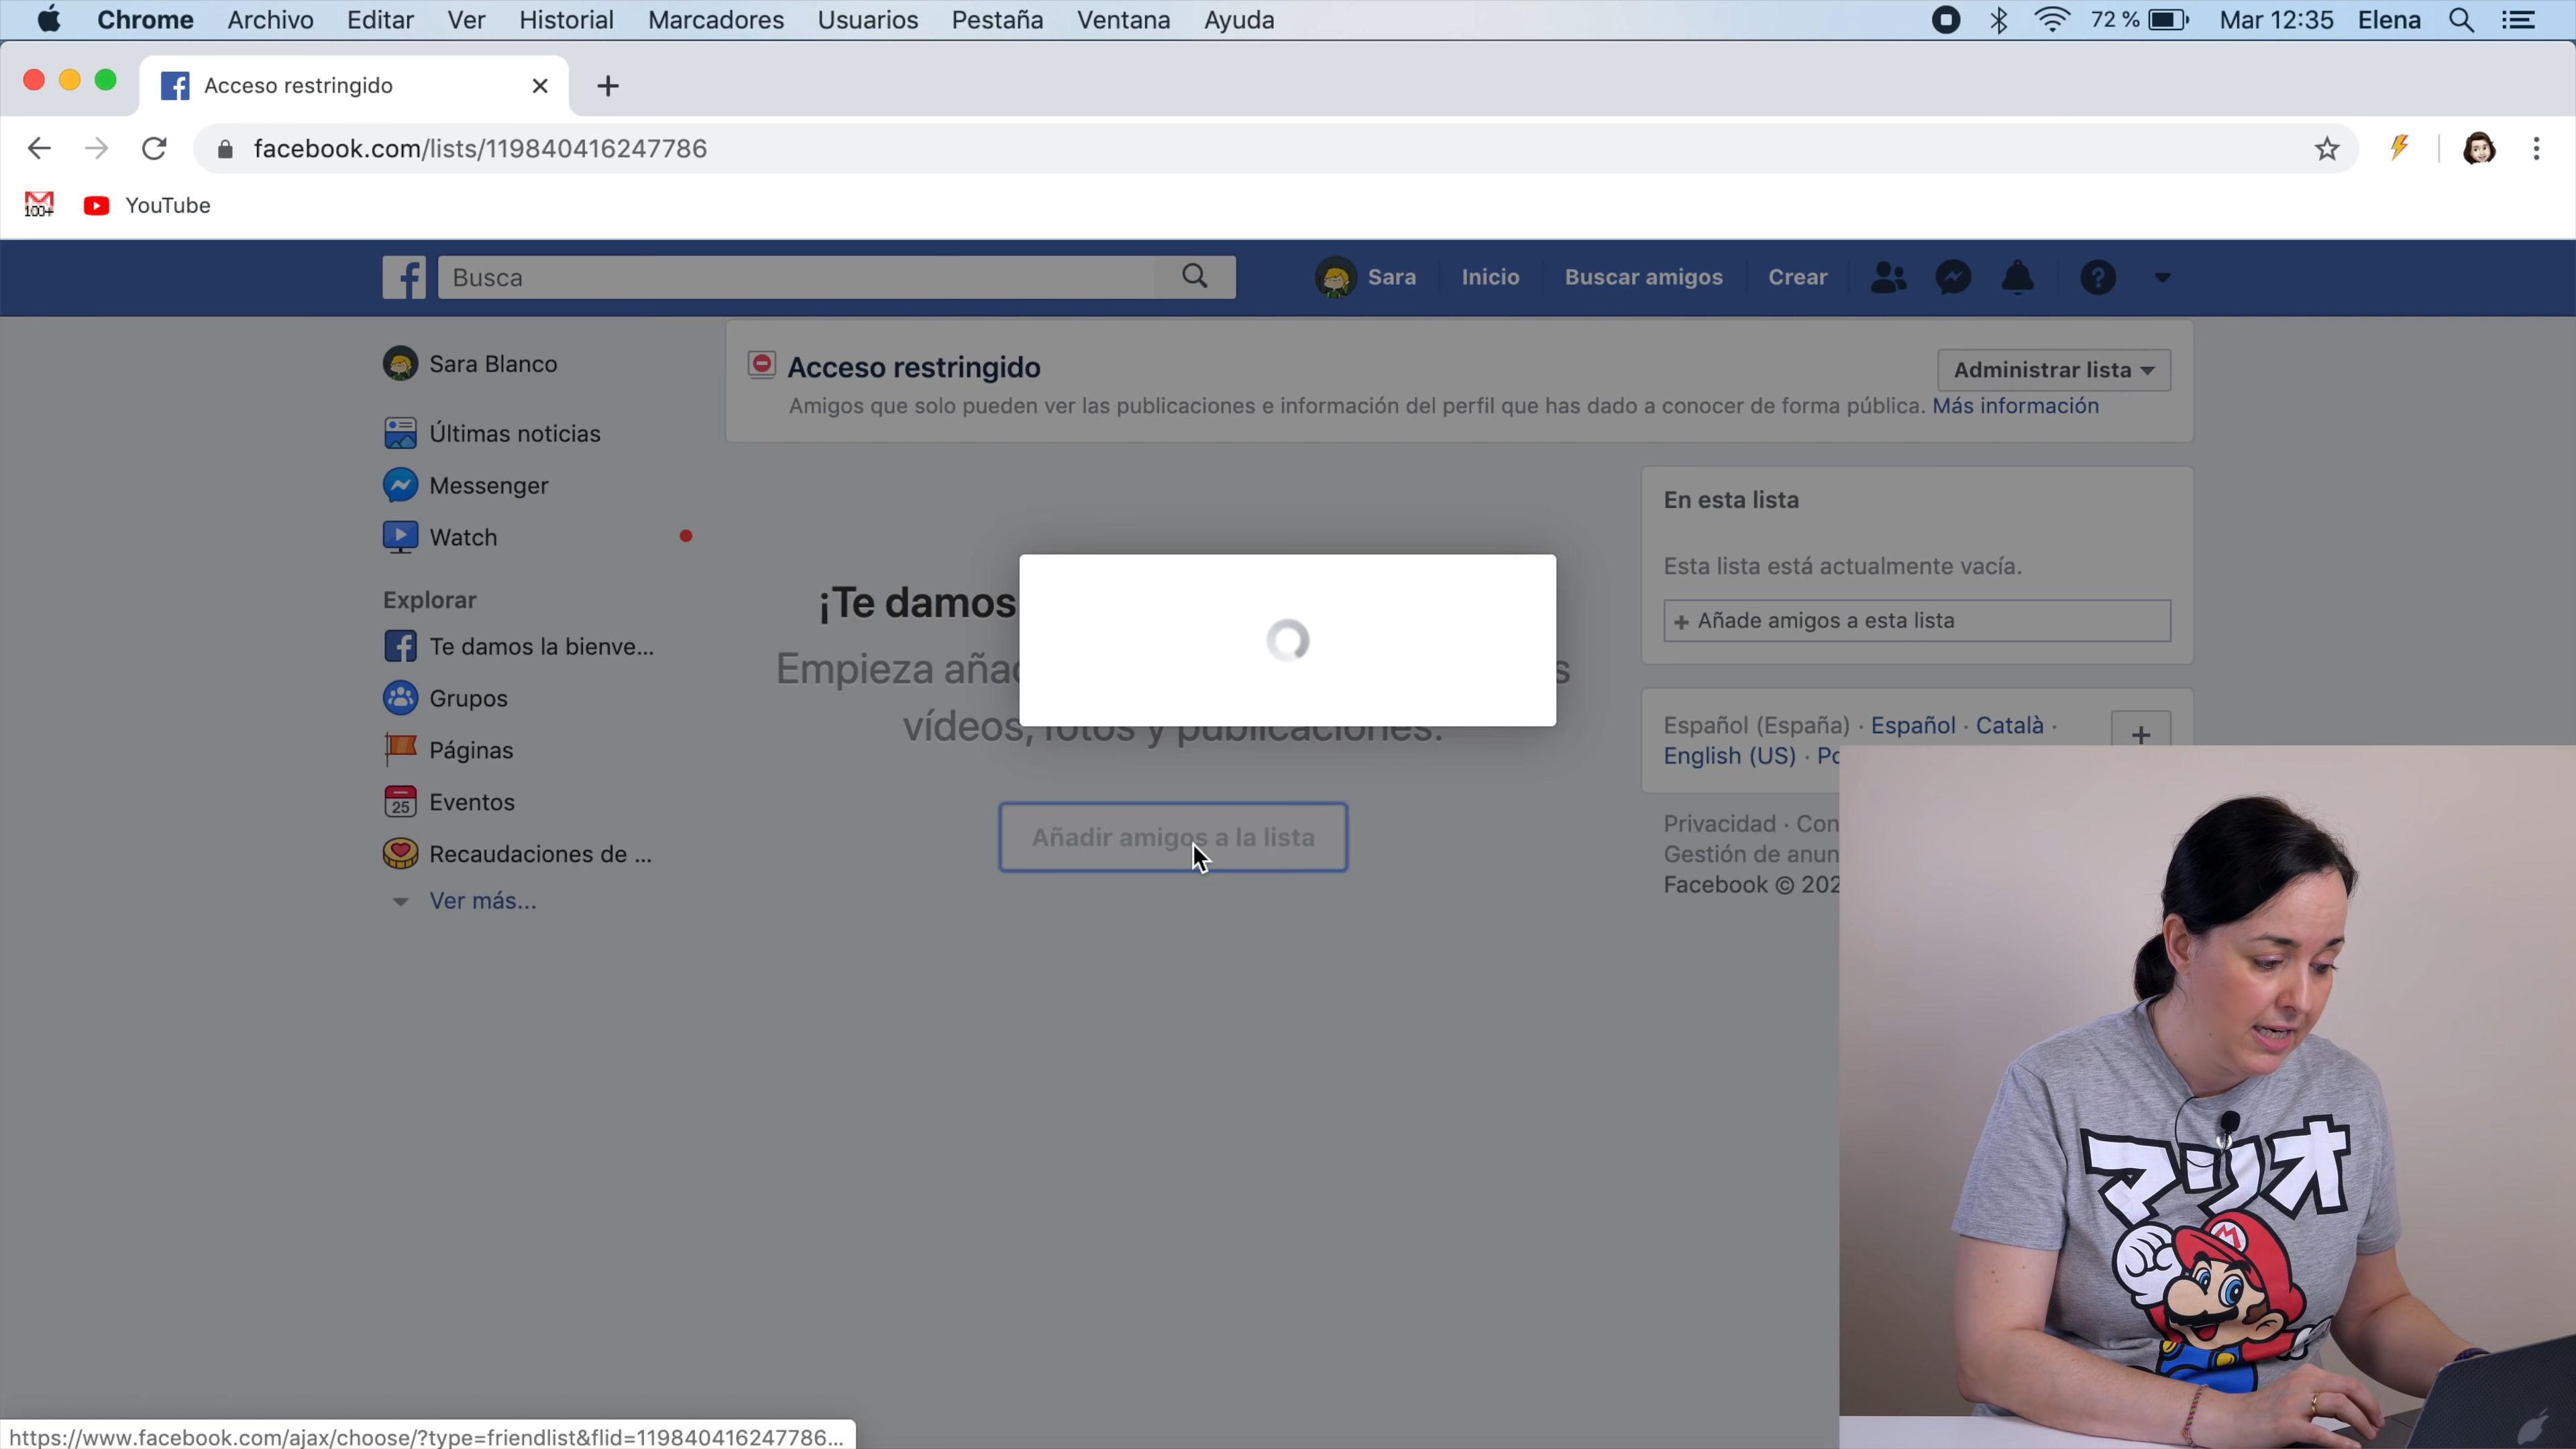 Chrome Archivo Editar Ver Historial Marcadores Usuarios Pestaña Ventana Ayuda 72 % Mar 12:35 Elena
Acceso restringido
facebook.com/lists/119840416247786
100+ YouTube
Busca
Sara Inicio Buscar amigos Crear
Sara Blanco
Últimas noticias
Messenger
Watch
Explorar
Te damos la bienve...
Grupos
Páginas
25 Eventos
Recaudaciones de ...
Ver más...
Acceso restringido
Administrar lista
Amigos que solo pueden ver las publicaciones e información del perfil que has dado a conocer de forma pública. Más información
¡Te damos
Empieza
vídeos, fotos y publicaciones.
Añadir amigos a la lista
En esta lista
Esta lista está actualmente vacía.
+ Añade amigos a esta lista
Español (España) · Español · Català ·
English (US) ·
Privacidad ·
Gestión de
Facebook ©
マリオ
M
https://www.facebook.com/ajax/choose/?type=friendlist&flid=119840416247786...